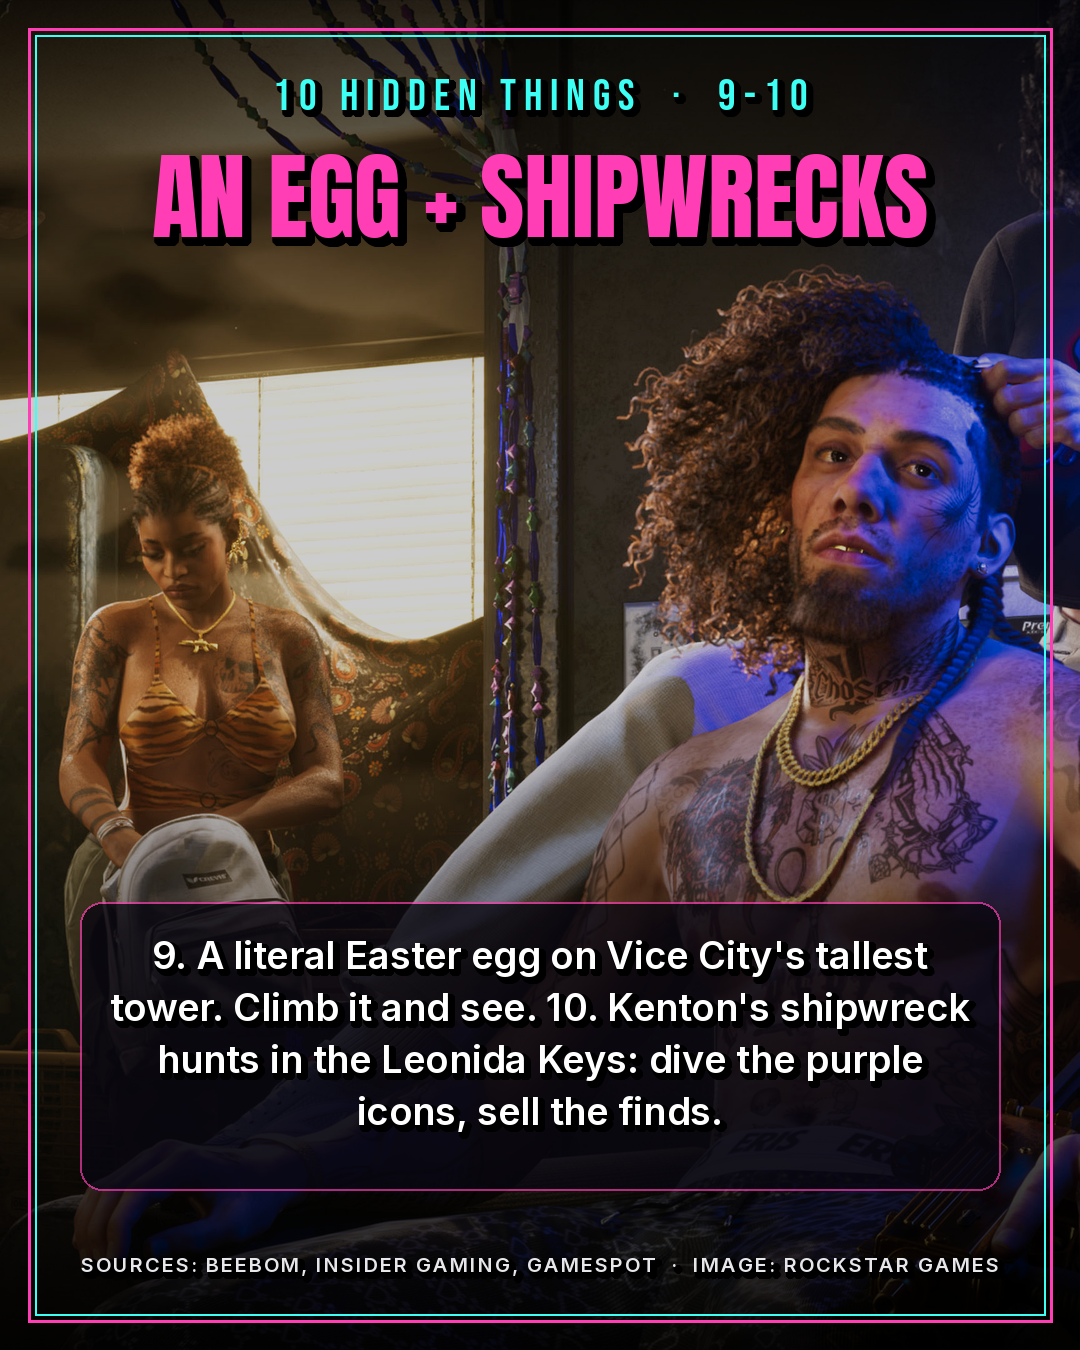 10 HIDDEN THINGS · 9-10
AN EGG + SHIPWRECKS
Chosen
9. A literal Easter egg on Vice City's tallest
tower. Climb it and see. 10. Kenton's shipwreck
hunts in the Leonida Keys: dive the purple
icons, sell the finds.
SOURCES: BEEBOM, INSIDER GAMING, GAMESPOT · IMAGE: ROCKSTAR GAMES